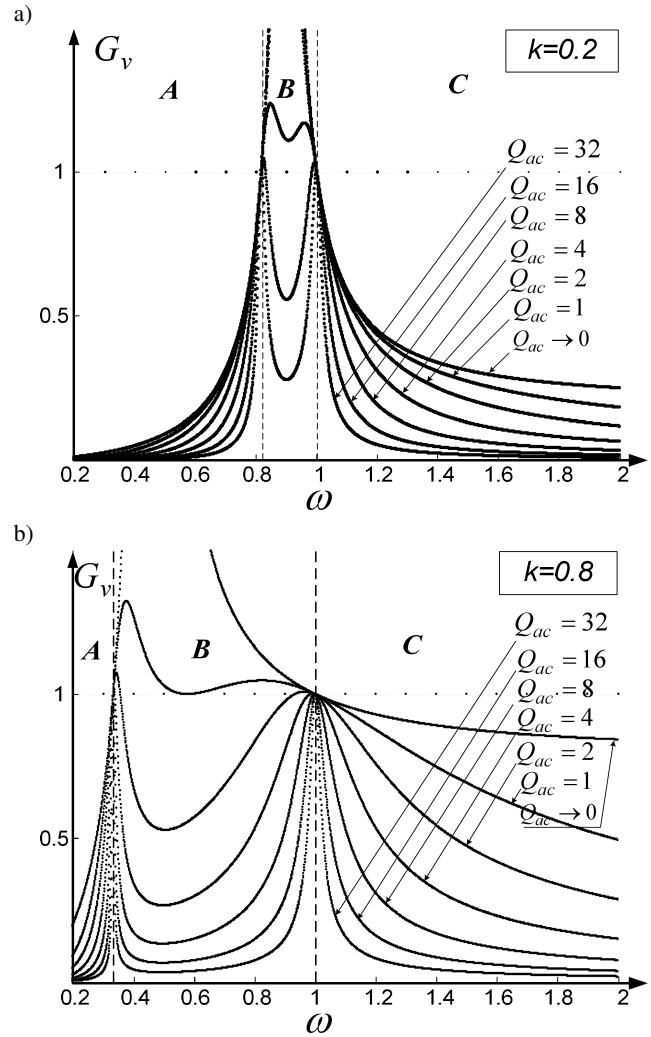 a)
G_v
k=0.2
A
B
C
1
0.5
Q_ac = 32
Q_ac = 16
Q_ac = 8
Q_ac = 4
Q_ac = 2
Q_ac = 1
Q_ac → 0
0.2 0.4 0.6 0.8 1 1.2 1.4 1.6 1.8 2
ω
b)
G_v
k=0.8
A
B
C
1
0.5
Q_ac = 32
Q_ac = 16
Q_ac = 8
Q_ac = 4
Q_ac = 2
Q_ac = 1
Q_ac → 0
0.2 0.4 0.6 0.8 1 1.2 1.4 1.6 1.8 2
ω